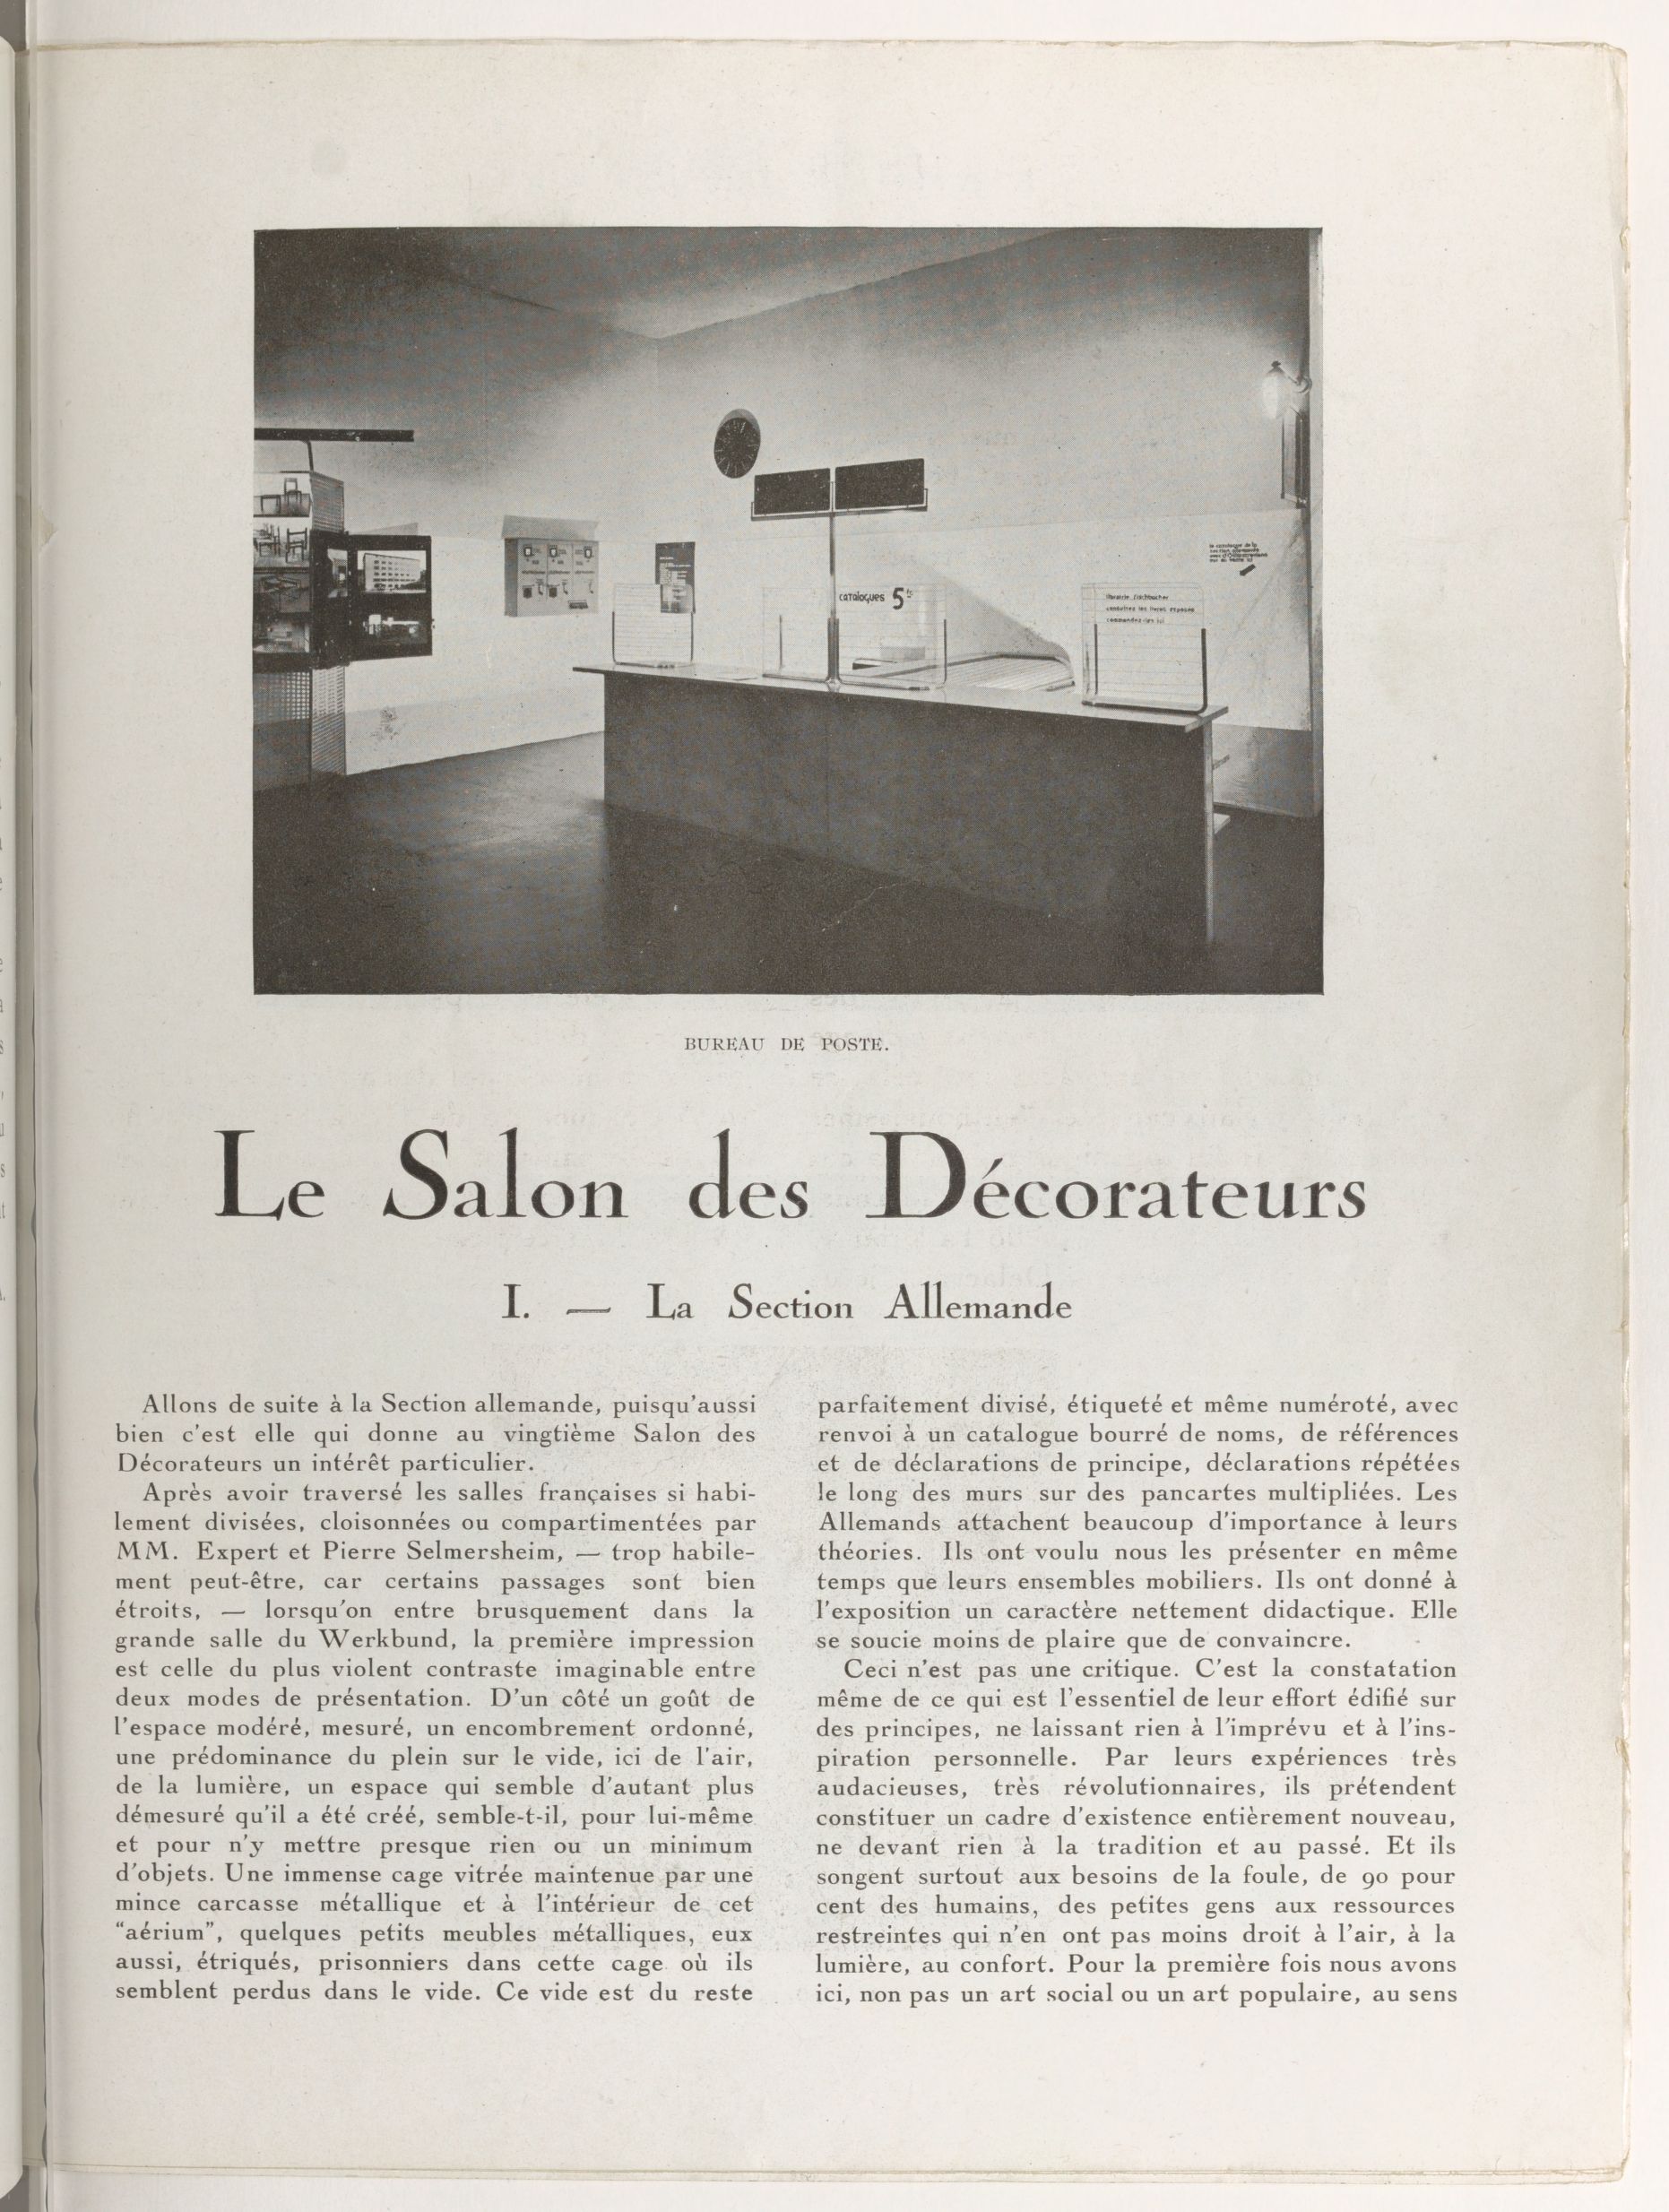 CATALOGUES 5
BUREAU DE POSTE.
Le Salon des Décorateurs
I. — La Section Allemande
Allons de suite à la Section allemande, puisqu'aussi
bien c'est elle qui donne au vingtième Salon des
Décorateurs un intérêt particulier.
Après avoir traversé les salles françaises si habi-
lement divisées, cloisonnées ou compartimentées par
MM. Expert et Pierre Selmersheim, — trop habile-
ment peut-être, car certains passages sont bien
étroits, — lorsqu'on entre brusquement dans la
grande salle du Werkbund, la première impression
est celle du plus violent contraste imaginable entre
deux modes de présentation. D'un côté un goût de
l'espace modéré, mesuré, un encombrement ordonné,
une prédominance du plein sur le vide, ici de l'air,
de la lumière, un espace qui semble d'autant plus
démesuré qu'il a été créé, semble-t-il, pour lui-même
et pour n'y mettre presque rien ou un minimum
d'objets. Une immense cage vitrée maintenue par une
mince carcasse métallique et à l'intérieur de cet
“aérium”, quelques petits meubles métalliques, eux
aussi, étriqués, prisonniers dans cette cage où ils
semblent perdus dans le vide. Ce vide est du reste
parfaitement divisé, étiqueté et même numéroté, avec
renvoi à un catalogue bourré de noms, de références
et de déclarations de principe, déclarations répétées
le long des murs sur des pancartes multipliées. Les
Allemands attachent beaucoup d'importance à leurs
théories. Ils ont voulu nous les présenter en même
temps que leurs ensembles mobiliers. Ils ont donné à
l'exposition un caractère nettement didactique. Elle
se soucie moins de plaire que de convaincre.
Ceci n'est pas une critique. C'est la constatation
même de ce qui est l'essentiel de leur effort édifié sur
des principes, ne laissant rien à l'imprévu et à l'ins-
piration personnelle. Par leurs expériences très
audacieuses, très révolutionnaires, ils prétendent
constituer un cadre d'existence entièrement nouveau,
ne devant rien à la tradition et au passé. Et ils
songent surtout aux besoins de la foule, de 90 pour
cent des humains, des petites gens aux ressources
restreintes qui n'en ont pas moins droit à l'air, à la
lumière, au confort. Pour la première fois nous avons
ici, non pas un art social ou un art populaire, au sens